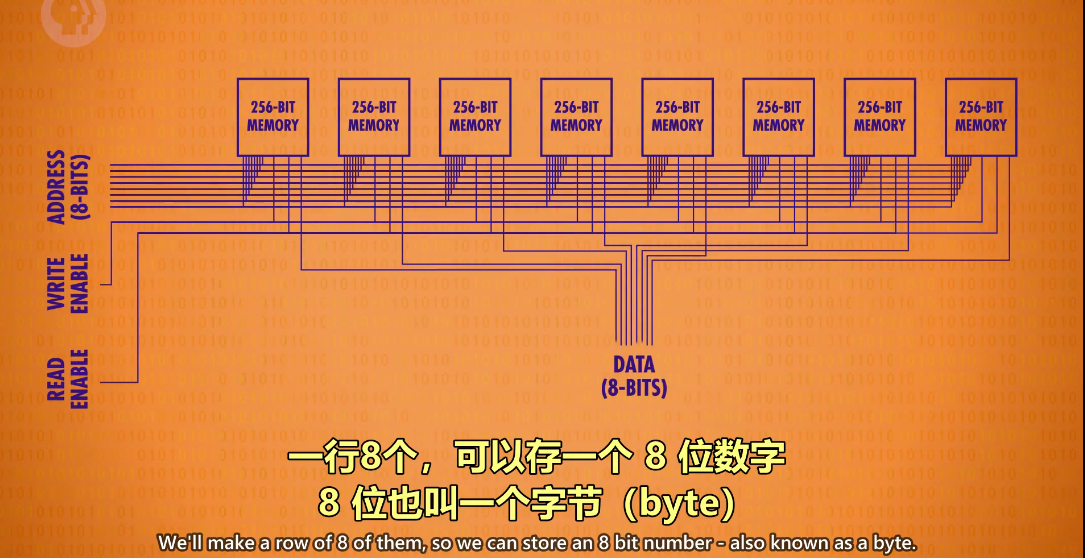 256-BIT
MEMORY
256-BIT
MEMORY
256-BIT
MEMORY
256-BIT
MEMORY
256-BIT
MEMORY
256-BIT
MEMORY
256-BIT
MEMORY
256-BIT
MEMORY
ADDRESS
(8-BITS)
WRITE
ENABLE
READ
ENABLE
DATA
(8-BITS)
一行8个，可以存一个 8 位数字
8 位也叫一个字节（byte）
We'll make a row of 8 of them, so we can store an 8 bit number - also known as a byte.